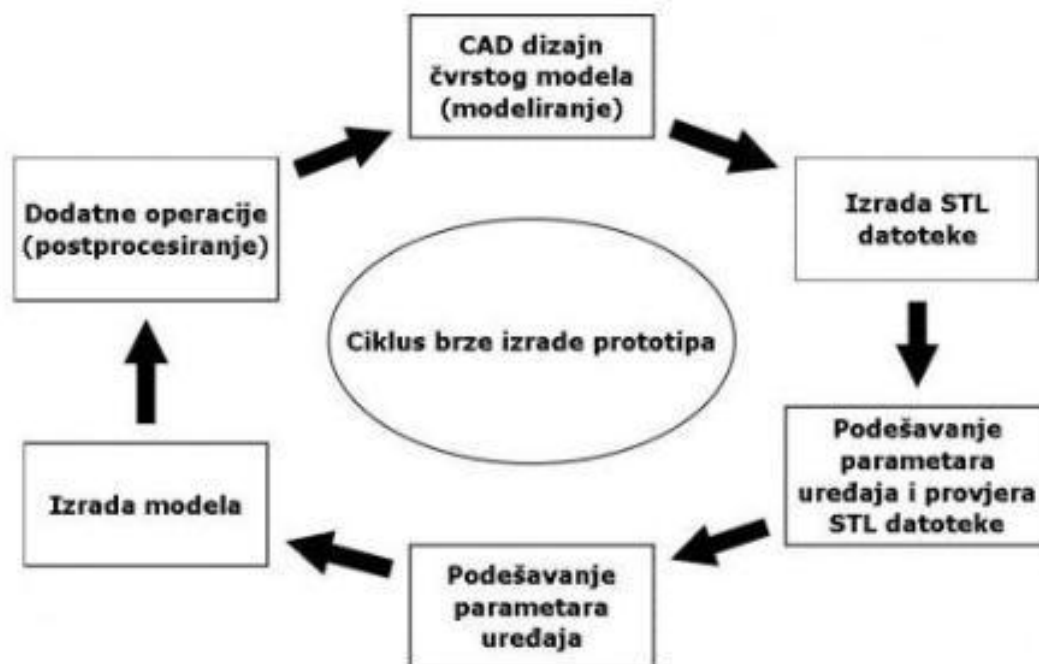 CAD dizajn
čvrstog modela
(modeliranje)
Izrada STL
datoteke
Podešavanje
parametara
uređaja i provjera
STL datoteke
Podešavanje
parametara
uređaja
Izrada modela
Dodatne operacije
(postprocesiranje)
Ciklus brze izrade prototipa